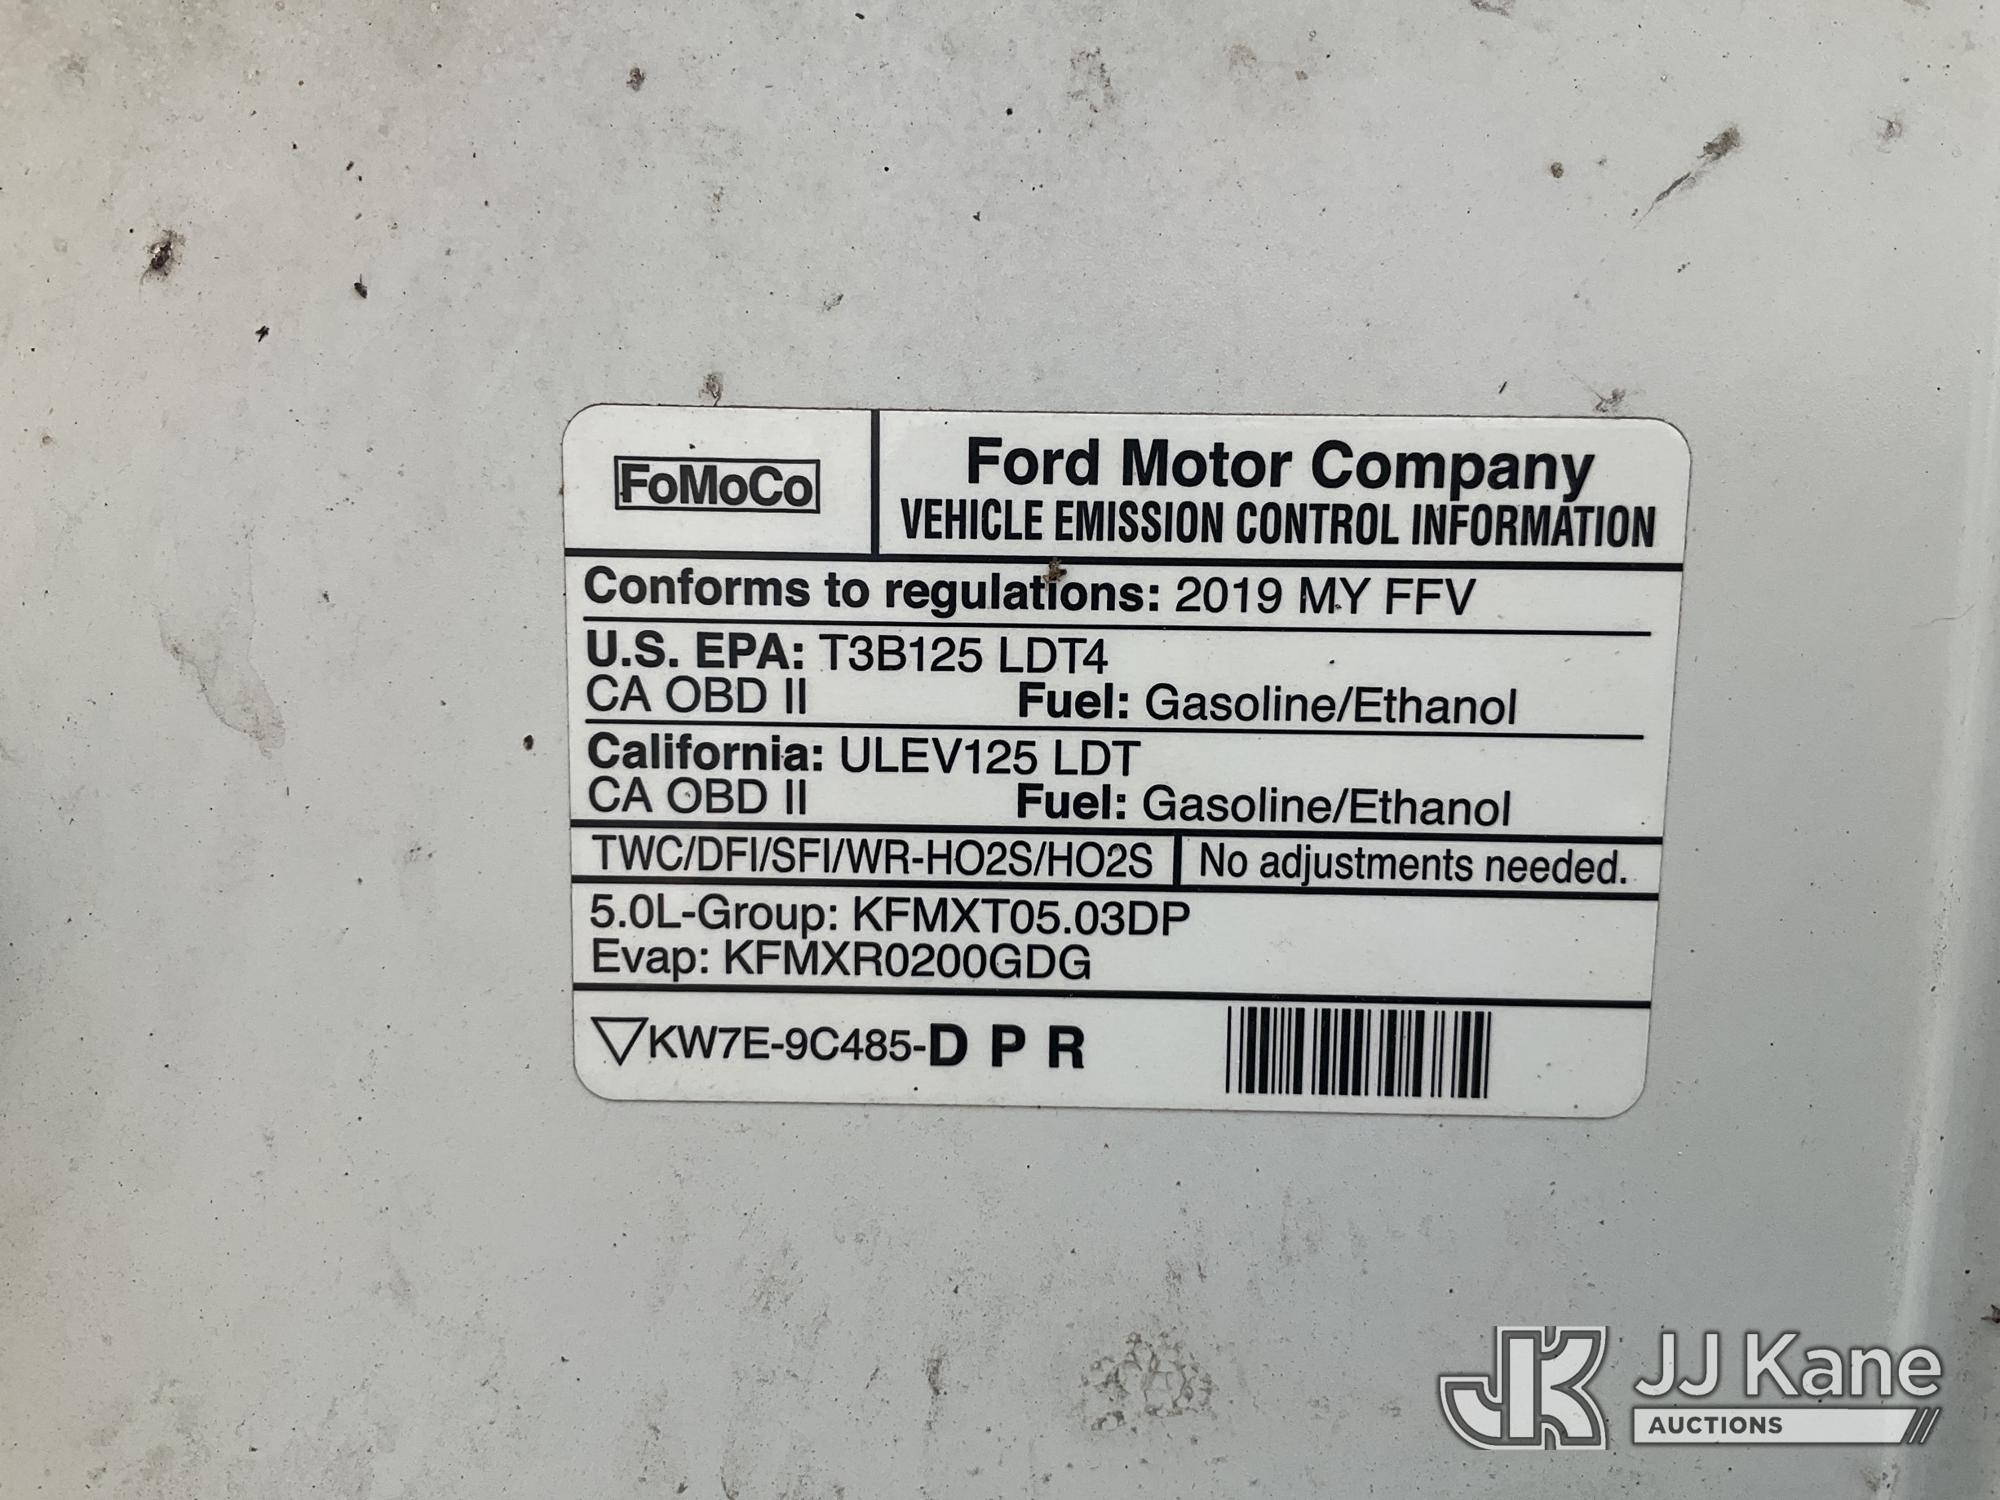 FoMoCo
Ford Motor Company
VEHICLE EMISSION CONTROL INFORMATION
Conforms to regulations: 2019 MY FFV
U.S. EPA: T3B125 LDT4
CA OBD II Fuel: Gasoline/Ethanol
California: ULEV125 LDT
CA OBD II Fuel: Gasoline/Ethanol
TWC/DFI/SFI/WR-HO2S/HO2S No adjustments needed.
5.0L-Group: KFMXT05.03DP
Evap: KFMXR0200GDG
KW7E-9C485-D P R
JK JJ Kane
AUCTIONS